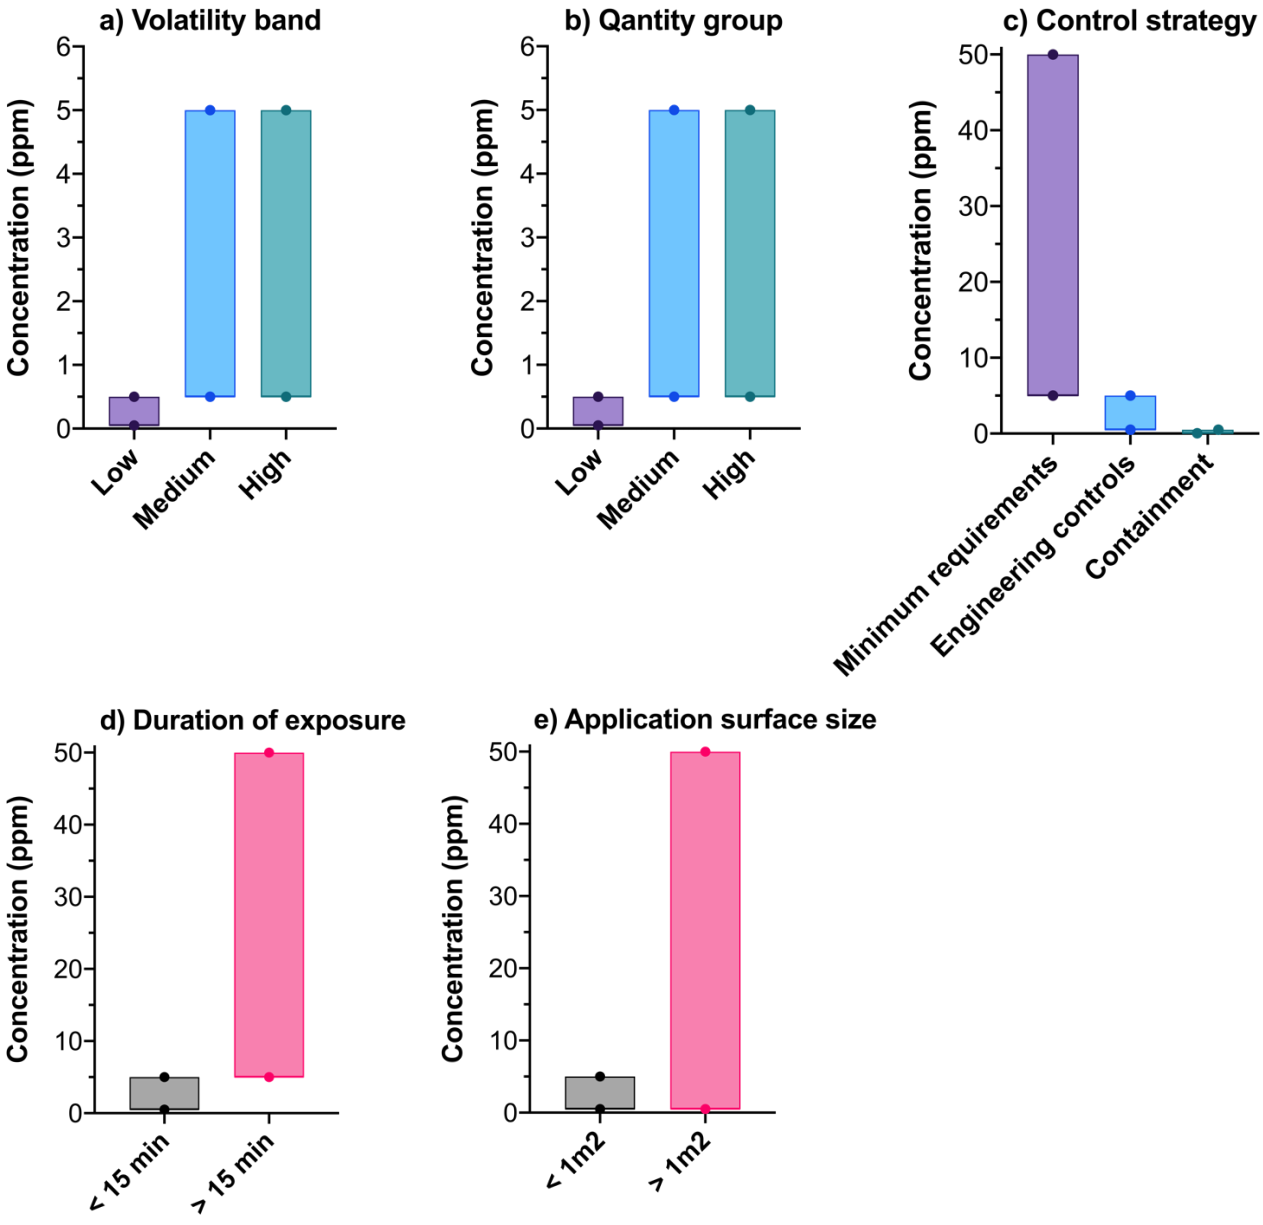 a) Volatility band
Concentration (ppm)
6
5
4
3
2
1
0
Low
Medium
High
b) Qantity group
Concentration (ppm)
6
5
4
3
2
1
0
Low
Medium
High
c) Control strategy
Concentration (ppm)
50
40
30
20
10
0
Minimum requirements
Engineering controls
Containment
d) Duration of exposure
Concentration (ppm)
50
40
30
20
10
0
< 15 min
> 15 min
e) Application surface size
Concentration (ppm)
50
40
30
20
10
0
< 1m2
> 1m2